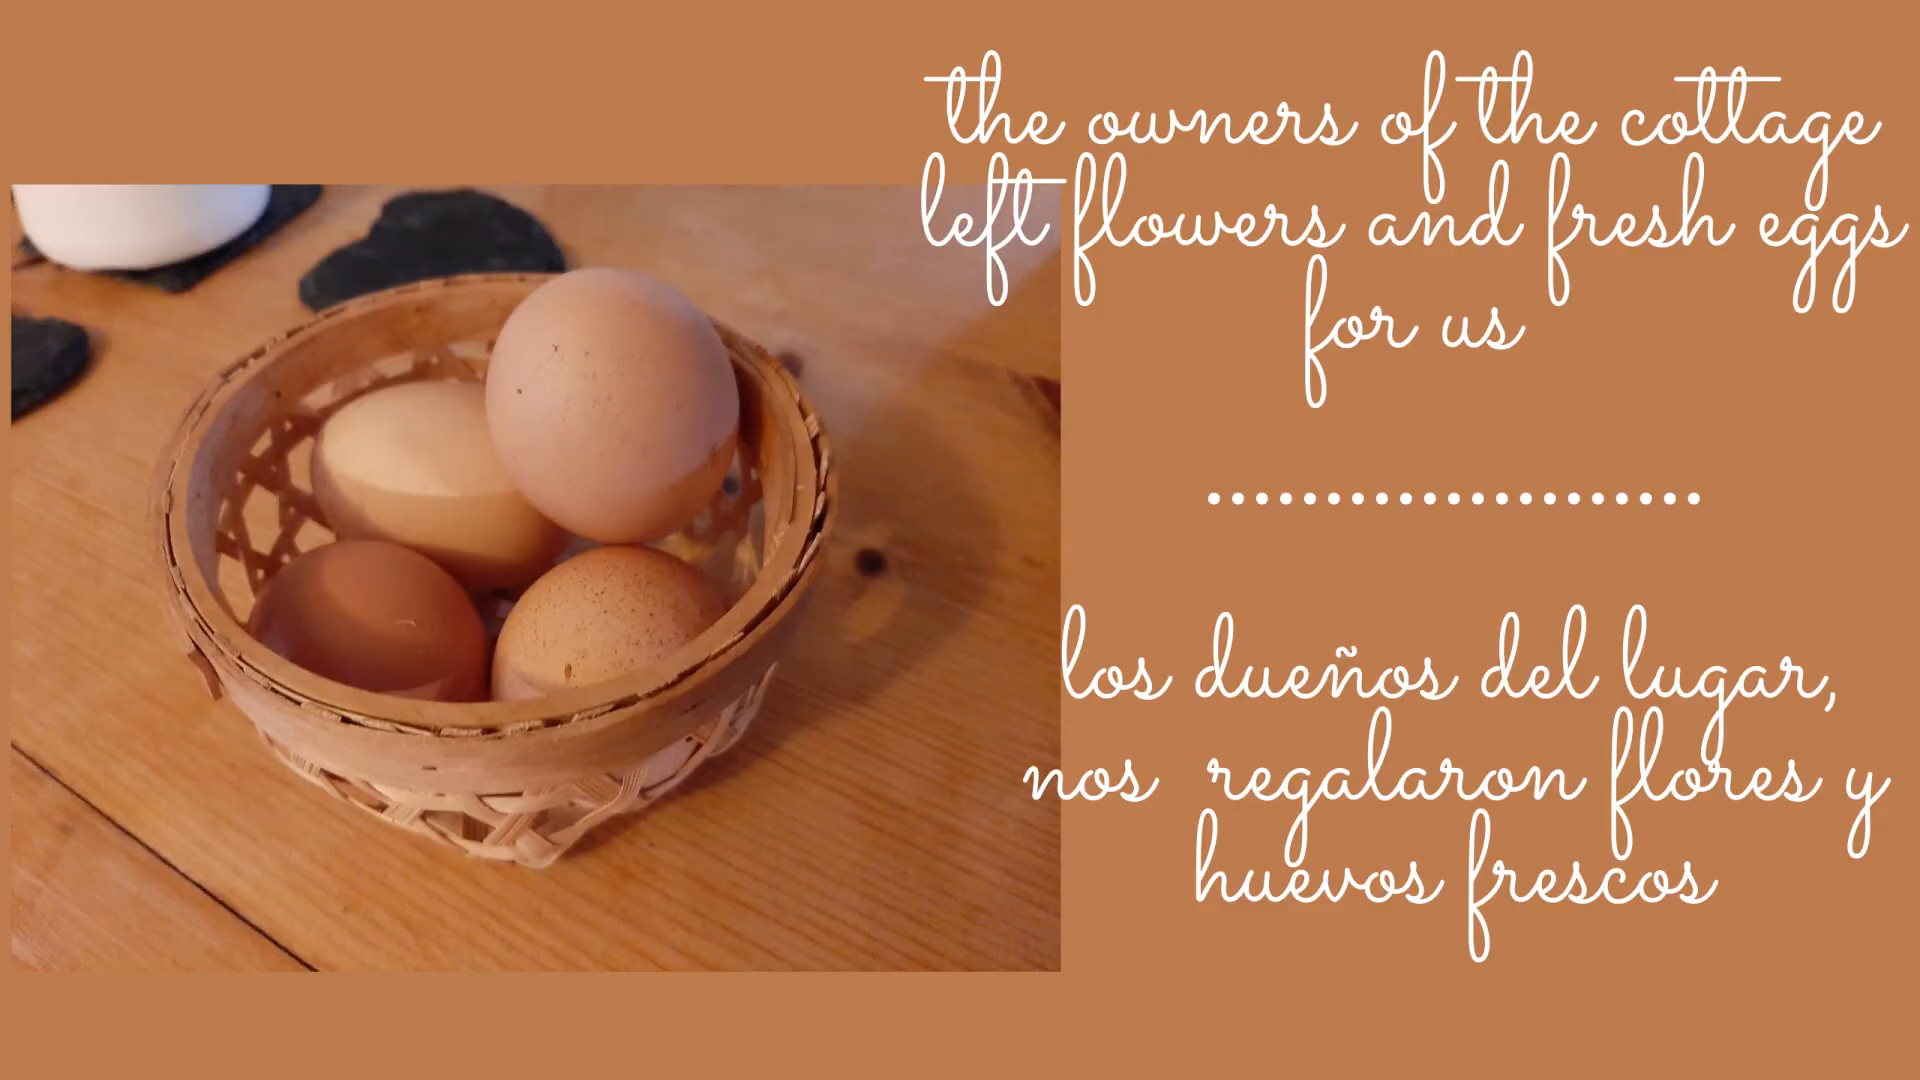 the owners of the cottage
left flowers and fresh eggs
for us
.....................
los dueños del lugar,
nos regalaron flores y
huevos frescos